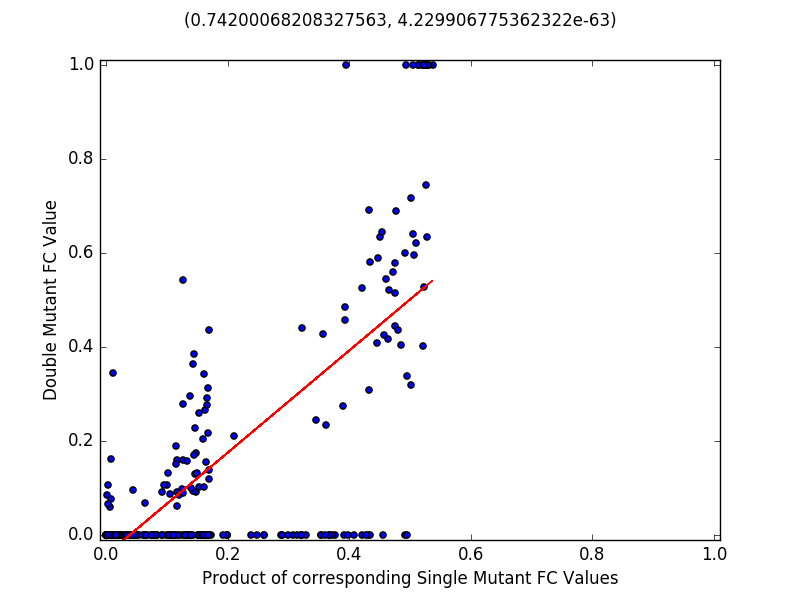 (0.74200068208327563, 4.229906775362322e-63)
1.0
0.8
0.6
0.4
0.2
0.0
Double Mutant FC Value
0.0 0.2 0.4 0.6 0.8 1.0
Product of corresponding Single Mutant FC Values